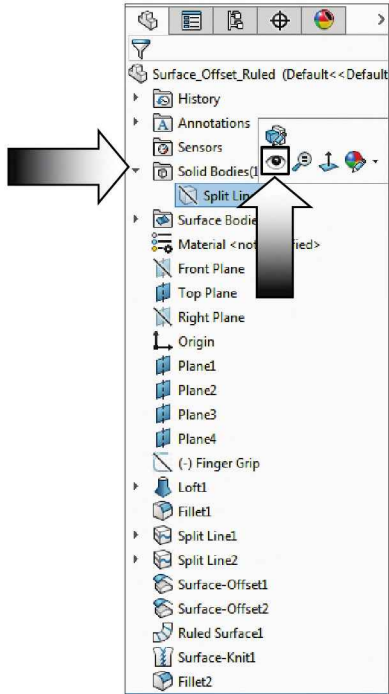 Surface_Offset_Ruled (Default<<Default
History
Annotations
Sensors
Solid Bodies(1
Split Lin
Surface Bodie
Material <not fied>
Front Plane
Top Plane
Right Plane
Origin
Plane1
Plane2
Plane3
Plane4
(-) Finger Grip
Loft1
Fillet1
Split Line1
Split Line2
Surface-Offset1
Surface-Offset2
Ruled Surface1
Surface-Knit1
Fillet2